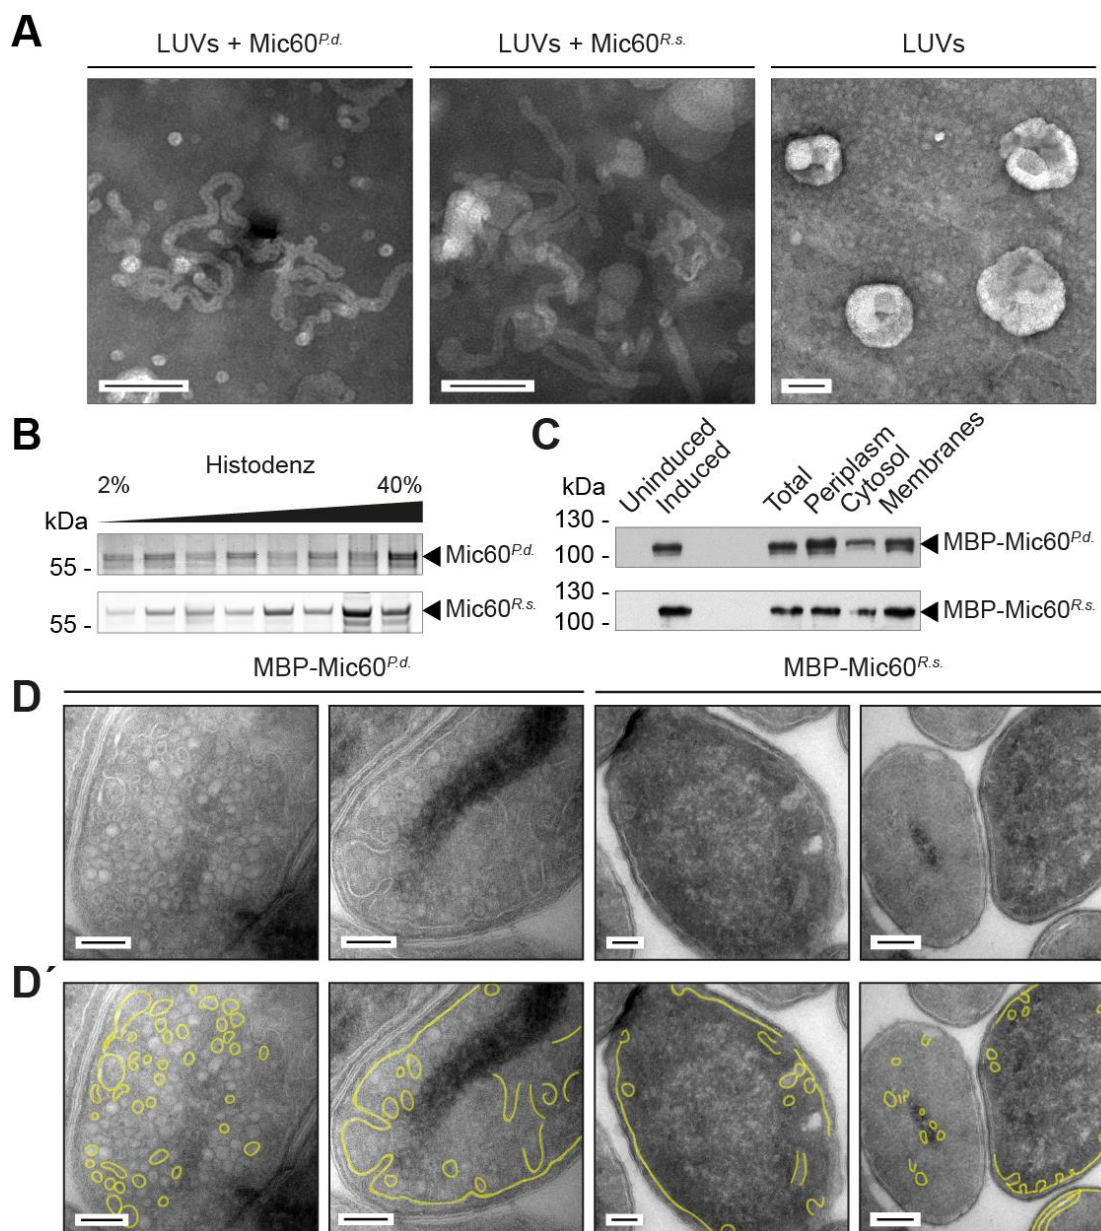 A
LUVs + Mic60P.d.
LUVs + Mic60R.s.
LUVs
B
Histodenz
2%
40%
kDa
55 -
Mic60P.d.
55 -
Mic60R.s.
C
Uninduced
Induced
Total
Periplasm
Cytosol
Membranes
kDa
130 -
100 -
MBP-Mic60P.d.
130 -
100 -
MBP-Mic60R.s.
MBP-Mic60P.d.
MBP-Mic60R.s.
D
D´